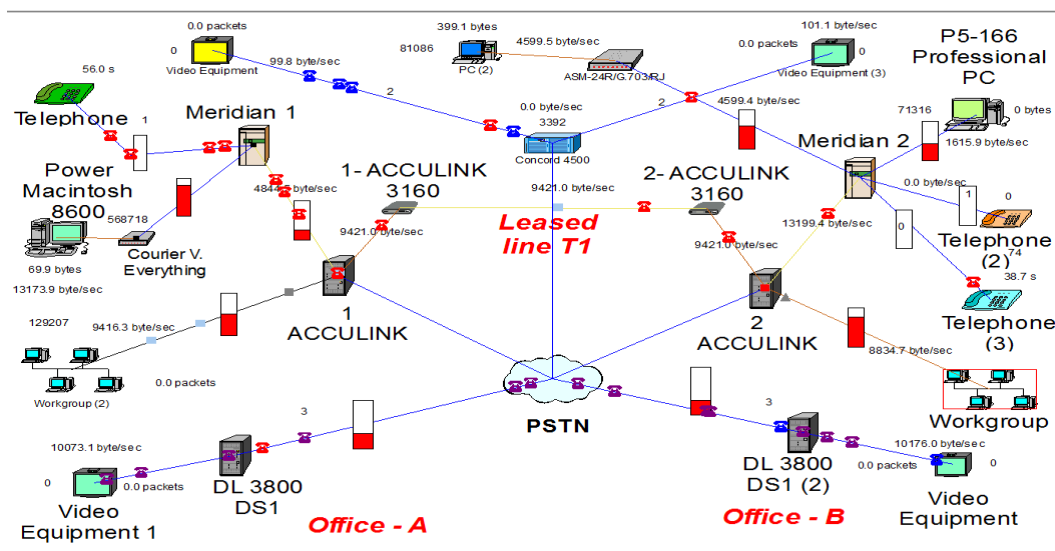 0.0 packets
0
Video Equipment
99.8 byte/sec
2
399.1 bytes
81086
PC (2)
4599.5 byte/sec
ASM-24R/G.703/RJ
101.1 byte/sec
0.0 packets
0
Video Equipment (3)
P5-166
Professional
PC
56.0 s
Telephone
1
Meridian 1
0.0 byte/sec
3392
Concord 4500
2
4599.4 byte/sec
71316
0 bytes
1615.9 byte/sec
Meridian 2
Power
Macintosh
8600
568718
Courier V.
Everything
69.9 bytes
13173.9 byte/sec
1- ACCULINK
3160
9421.0 byte/sec
9421.0 byte/sec
Leased
line T1
2- ACCULINK
3160
9421.0
13199.4 byte/sec
0.0 byte/sec
1
0
0
Telephone
(2)
74
38.7 s
Telephone
(3)
129207
9416.3 byte/sec
Workgroup (2)
0.0 packets
1
ACCULINK
2
ACCULINK
8834.7 byte/sec
Workgroup
PSTN
3
3
10073.1 byte/sec
0
0.0 packets
Video
Equipment 1
DL 3800
DS1
Office - A
DL 3800
DS1 (2)
Office - B
10176.0 byte/sec
0
0.0 packets
Video
Equipment